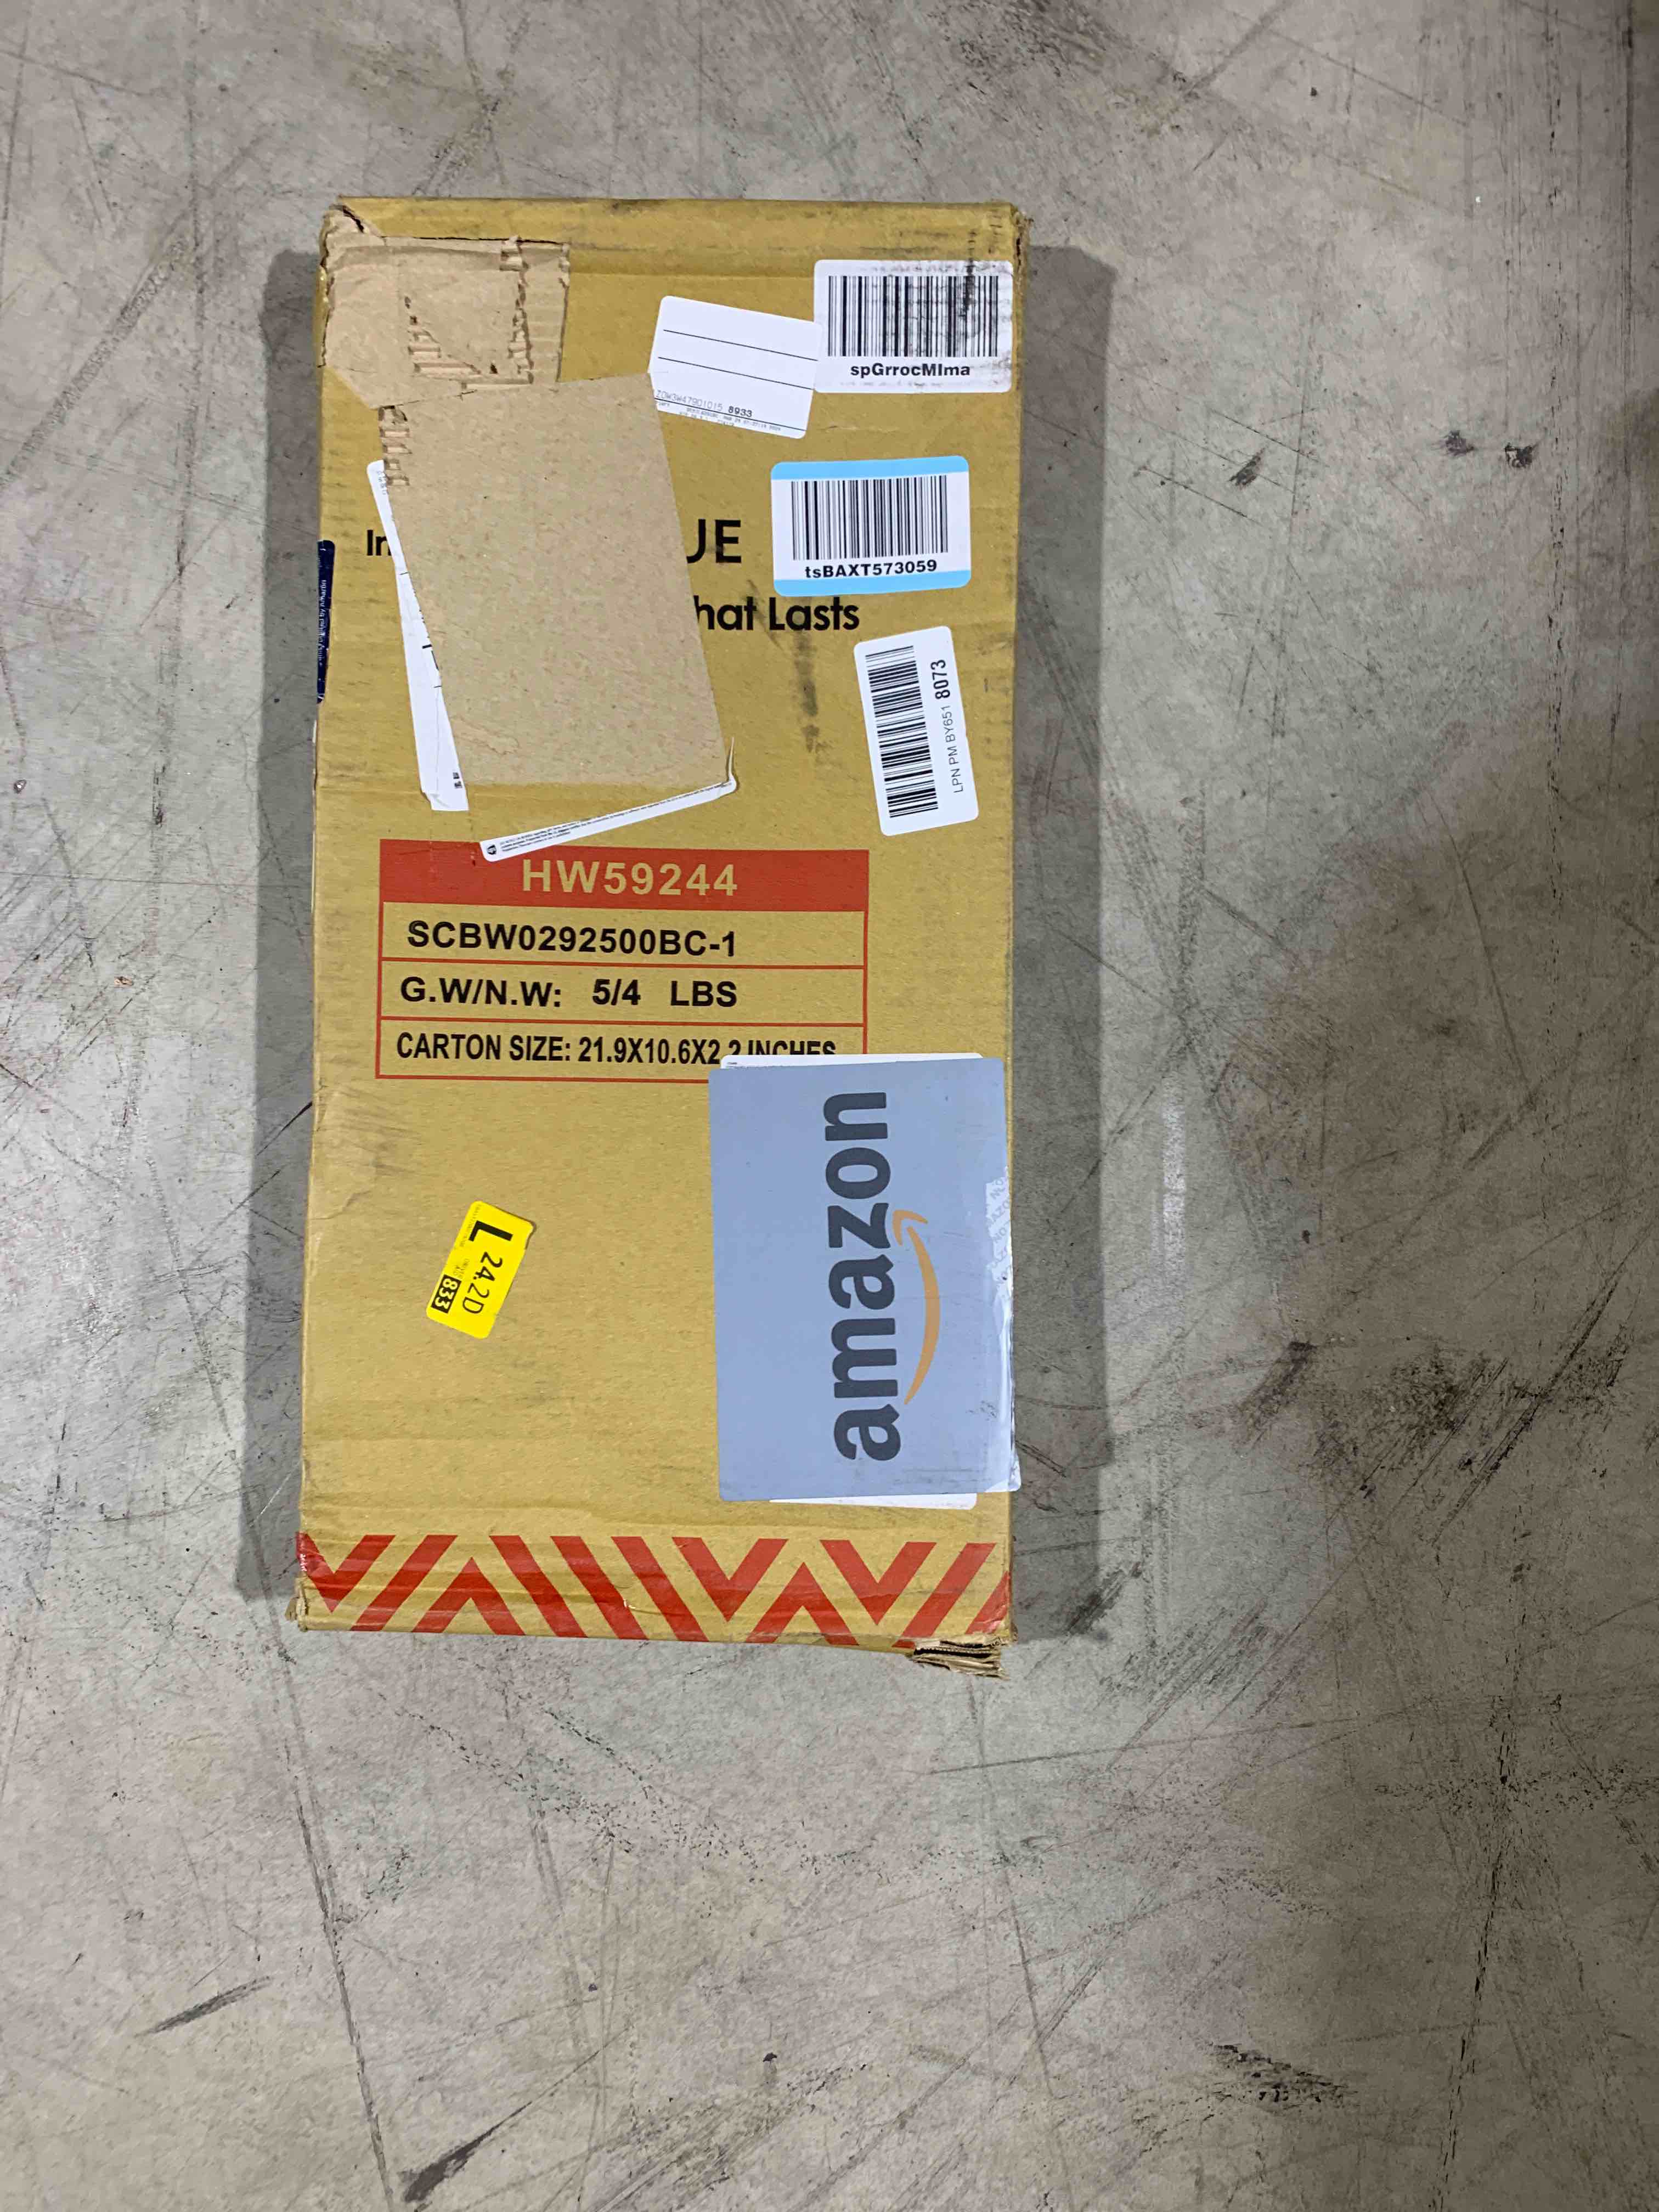 spGrrocMIma
8933
tsBAXT573059
UE
hat Lasts
LPN PM BY651 8073
HW59244
SCBW0292500BC-1
G.W/N.W: 5/4 LBS
CARTON SIZE: 21.9X10.6X2.2 INCHES
amazon
L 24.2D
833